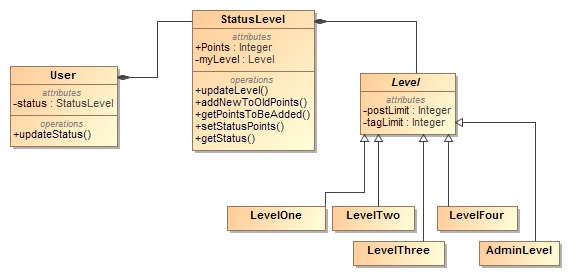 StatusLevel
attributes
+Points : Integer
-myLevel : Level
operations
+updateLevel()
+addNewToOldPoints()
+getPointsToBeAdded()
+setStatusPoints()
+getStatus()
User
attributes
-status : StatusLevel
operations
+updateStatus()
Level
attributes
-postLimit : Integer
-tagLimit : Integer
LevelOne
LevelTwo
LevelFour
LevelThree
AdminLevel